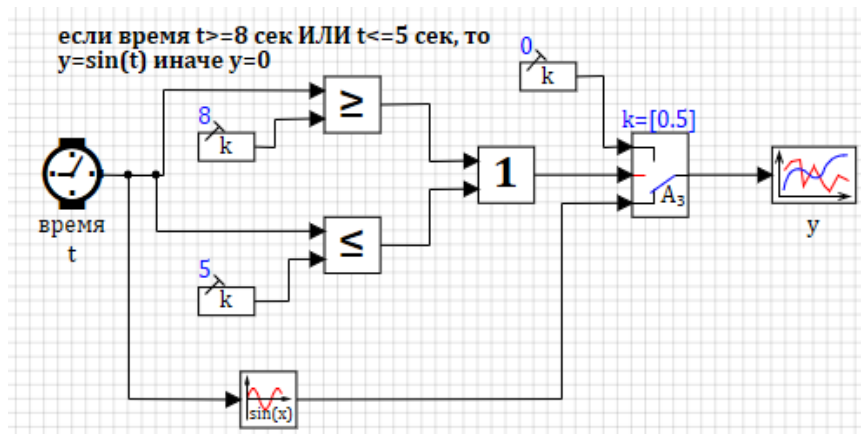 если время t>=8 сек ИЛИ t<=5 сек, то
y=sin(t) иначе y=0
0
k
≥
8
k
k=[0.5]
1
A₃
время
t
≤
y
5
k
sin(x)